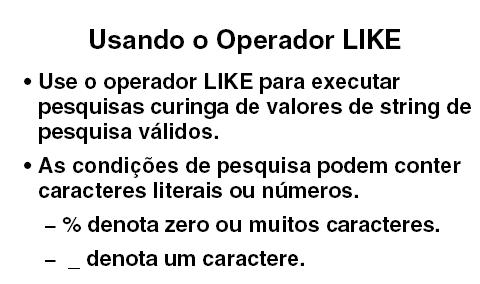 Usando o Operador LIKE
• Use o operador LIKE para executar
pesquisas curinga de valores de string de
pesquisa válidos.
• As condições de pesquisa podem conter
caracteres literais ou números.
– % denota zero ou muitos caracteres.
– _ denota um caractere.